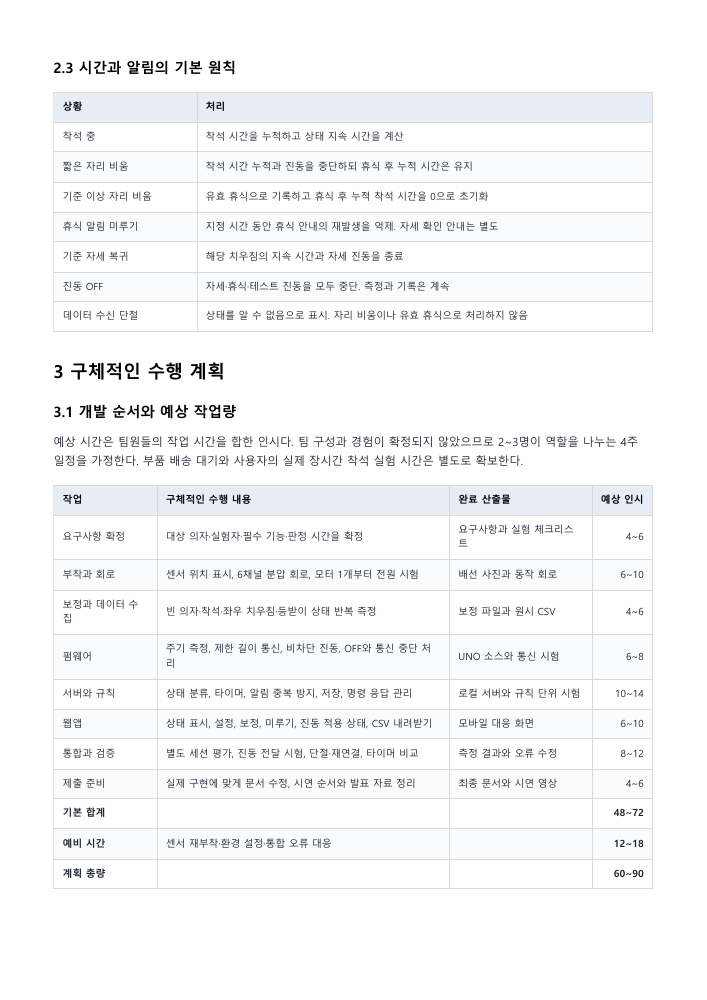 2.3 시간과 알림의 기본 원칙
상황 처리
착석 중 착석 시간을 누적하고 상태 지속 시간을 계산
짧은 자리 비움 착석 시간 누적과 진동을 중단하되 휴식 후 누적 시간은 유지
기준 이상 자리 비움 유효 휴식으로 기록하고 휴식 후 누적 착석 시간을 0으로 초기화
휴식 알림 미루기 지정 시간 동안 휴식 안내의 재발생을 억제. 자세 확인 안내는 별도
기준 자세 복귀 해당 치우침의 지속 시간과 자세 진동을 종료
진동 OFF 자세·휴식·테스트 진동을 모두 중단. 측정과 기록은 계속
데이터 수신 단절 상태를 알 수 없음으로 표시. 자리 비움이나 유효 휴식으로 처리하지 않음
3 구체적인 수행 계획
3.1 개발 순서와 예상 작업량
예상 시간은 팀원들의 작업 시간을 합한 인시다. 팀 구성과 경험이 확정되지 않았으므로 2~3명이 역할을 나누는 4주
일정을 가정한다. 부품 배송 대기와 사용자의 실제 장시간 착석 실험 시간은 별도로 확보한다.
작업 구체적인 수행 내용 완료 산출물 예상 인시
요구사항 확정 대상 의자·실험자·필수 기능·판정 시간을 확정 요구사항과 실험 체크리스
트 4~6
부착과 회로 센서 위치 표시, 6채널 분압 회로, 모터 1개부터 전원 시험 배선 사진과 동작 회로 6~10
보정과 데이터 수
집 빈 의자·착석·좌우 치우침·등받이 상태 반복 측정 보정 파일과 원시 CSV 4~6
펌웨어 주기 측정, 제한 길이 통신, 비차단 진동, OFF와 통신 중단 처
리 UNO 소스와 통신 시험 6~8
서버와 규칙 상태 분류, 타이머, 알림 중복 방지, 저장, 명령 응답 관리 로컬 서버와 규칙 단위 시험 10~14
웹앱 상태 표시, 설정, 보정, 미루기, 진동 적용 상태, CSV 내려받기 모바일 대응 화면 6~10
통합과 검증 별도 세션 평가, 진동 전달 시험, 단절·재연결, 타이머 비교 측정 결과와 오류 수정 8~12
제출 준비 실제 구현에 맞게 문서 수정, 시연 순서와 발표 자료 정리 최종 문서와 시연 영상 4~6
기본 합계 48~72
예비 시간 센서 재부착·환경 설정·통합 오류 대응 12~18
계획 총량 60~90